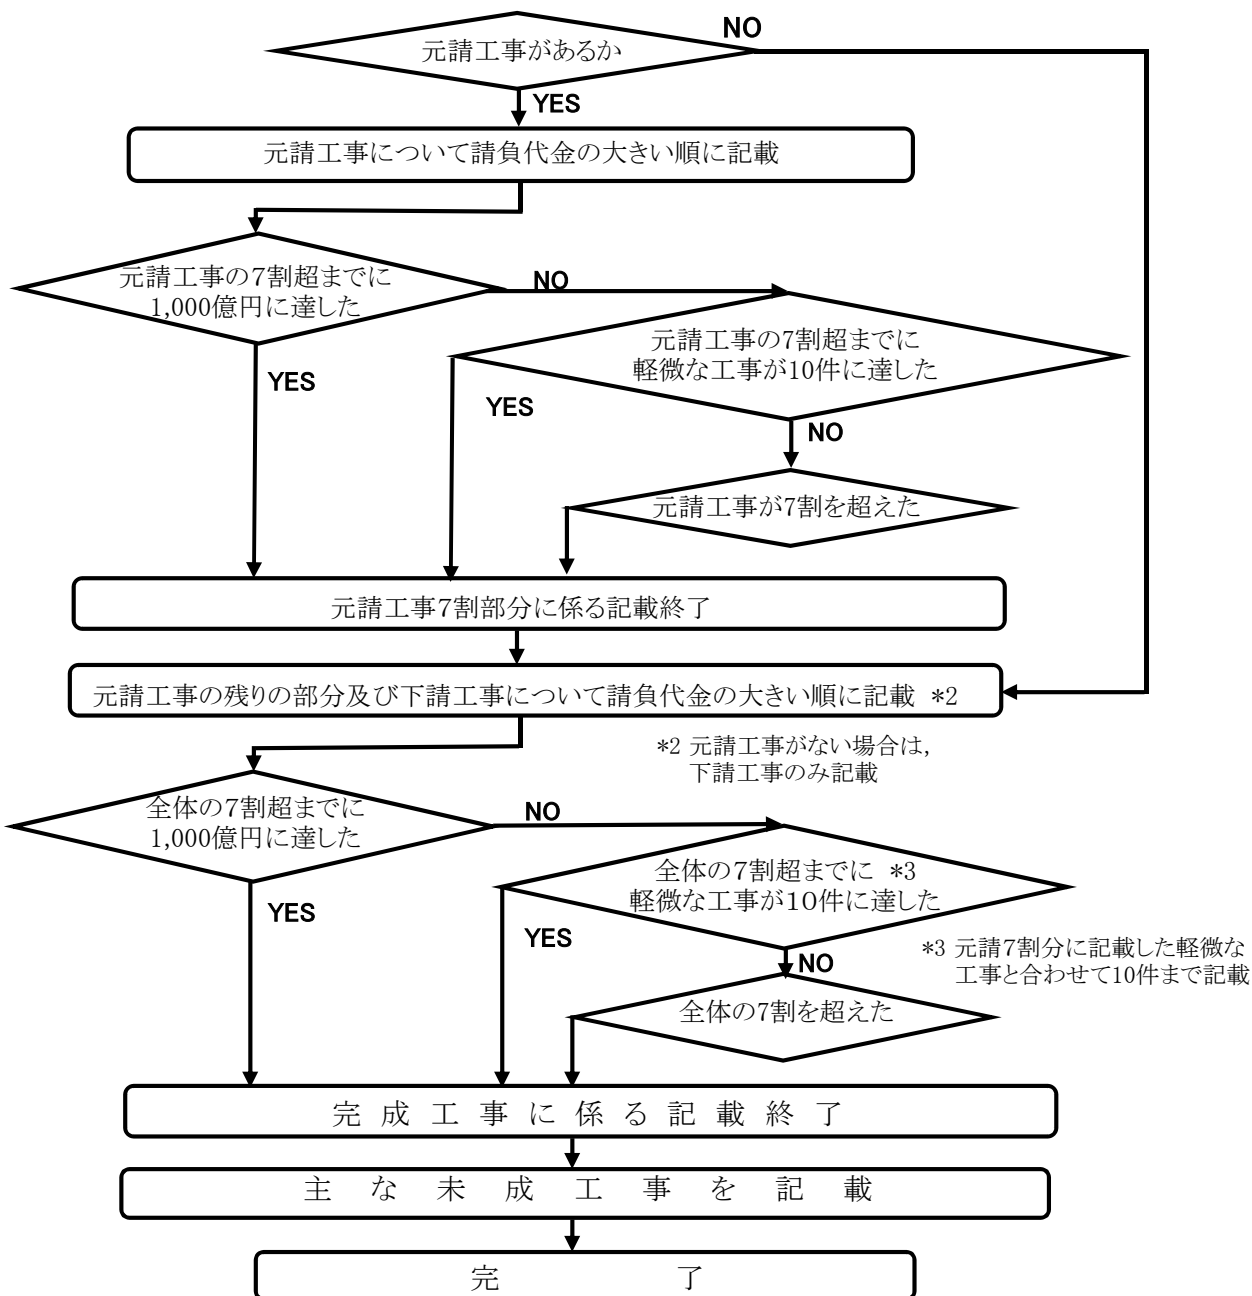 元請工事があるか
NO
YES
元請工事について請負代金の大きい順に記載
元請工事の7割超までに
1,000億円に達した
NO
元請工事の7割超までに
軽微な工事が10件に達した
YES
YES
NO
元請工事が7割を超えた
元請工事7割部分に係る記載終了
元請工事の残りの部分及び下請工事について請負代金の大きい順に記載 *2
*2 元請工事がない場合は,
下請工事のみ記載
全体の7割超までに
1,000億円に達した
NO
全体の7割超までに *3
軽微な工事が10件に達した
YES
YES
*3 元請7割分に記載した軽微な
工事と合わせて10件まで記載
NO
全体の7割を超えた
完成工事に係る記載終了
主な未成工事を記載
完了